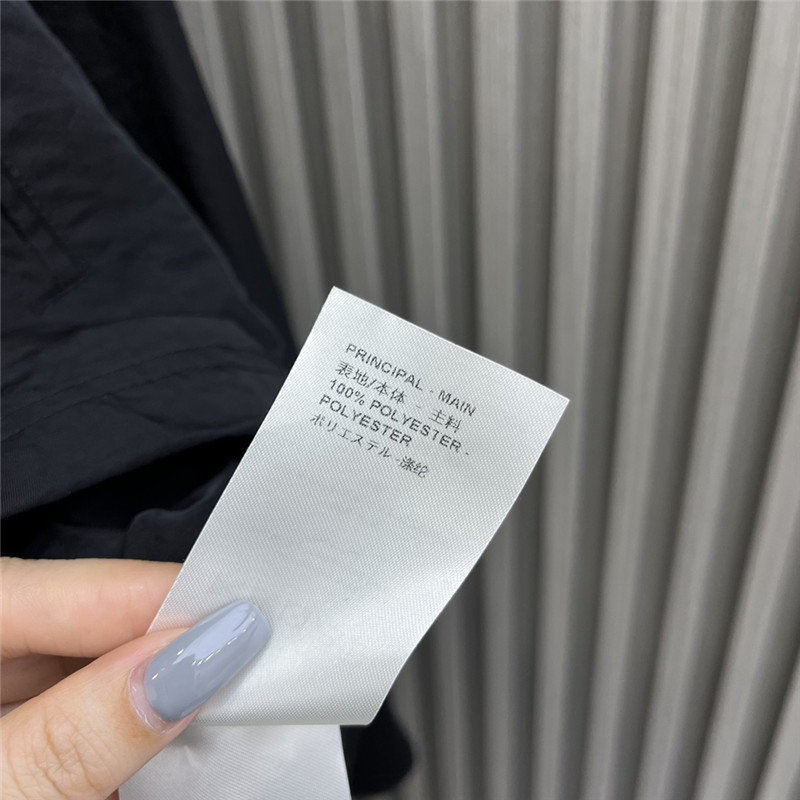 PRINCIPAL - MAIN
表地/本体 - 主料
100% POLYESTER -
POLYESTER
ポリエステル -涤纶